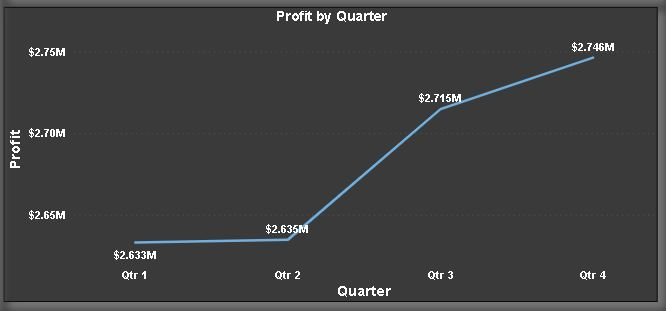 Profit by Quarter
$2.75M
$2.746M
$2.715M
$2.70M
Profit
$2.65M
$2.635M
$2.633M
Qtr 1
Qtr 2
Qtr 3
Qtr 4
Quarter